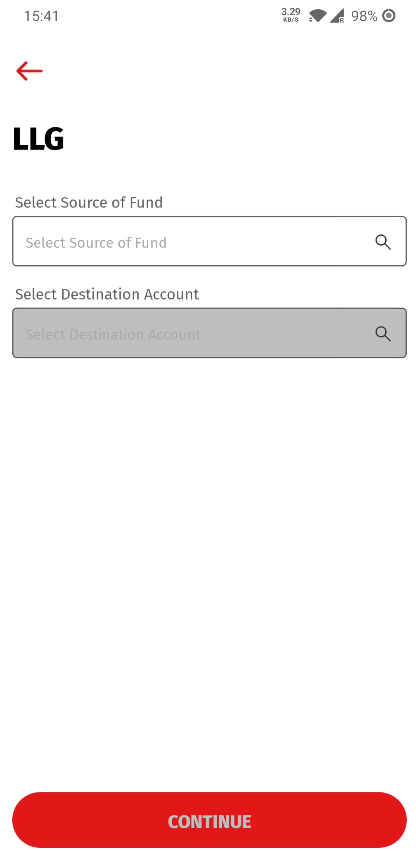 15:41
3.29
KB/S
R
98%
LLG
Select Source of Fund
Select Source of Fund
Select Destination Account
Select Destination Account
CONTINUE